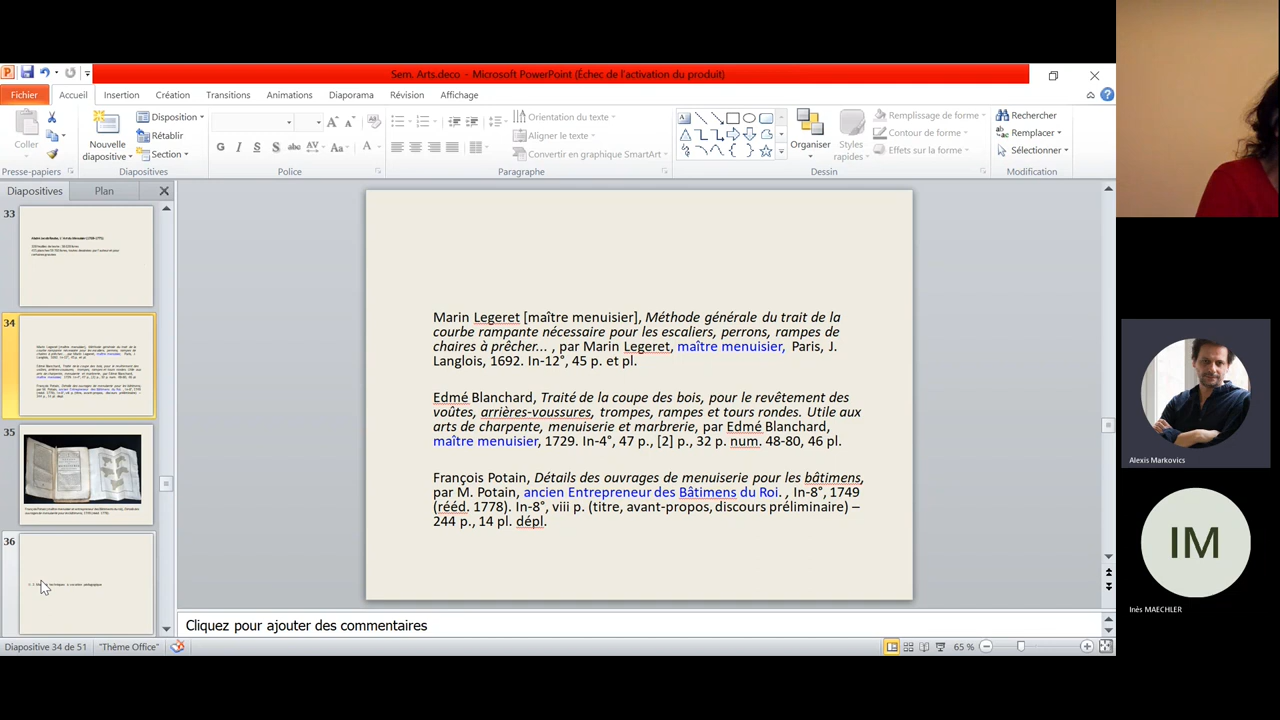 Sem. Arts.deco - Microsoft PowerPoint (Échec de l'activation du produit)
Fichier Accueil Insertion Création Transitions Animations Diaporama Révision Affichage
Coller
Nouvelle diapositive
Disposition
Rétablir
Section
Orientation du texte
Aligner le texte
Convertir en graphique SmartArt
Organiser
Styles rapides
Remplissage de forme
Contour de forme
Effets sur la forme
Rechercher
Remplacer
Sélectionner
Presse-papiers Diapositives Police Paragraphe Dessin Modification
Diapositives Plan
33
34
35
36
Marin Legeret [maître menuisier], Méthode générale du trait de la
courbe rampante nécessaire pour les escaliers, perrons, rampes de
chaires à prêcher... , par Marin Legeret, maître menuisier, Paris, J.
Langlois, 1692. In-12°, 45 p. et pl.
Edmé Blanchard, Traité de la coupe des bois, pour le revêtement des
voûtes, arrières-voussures, trompes, rampes et tours rondes. Utile aux
arts de charpente, menuiserie et marbrerie, par Edmé Blanchard,
maître menuisier, 1729. In-4°, 47 p., [2] p., 32 p. num. 48-80, 46 pl.
François Potain, Détails des ouvrages de menuiserie pour les bâtimens,
par M. Potain, ancien Entrepreneur des Bâtimens du Roi. , In-8°, 1749
(rééd. 1778). In-8°, viii p. (titre, avant-propos, discours préliminaire) –
244 p., 14 pl. dépl.
Cliquez pour ajouter des commentaires
Diapositive 34 de 51 "Thème Office" 65 %
Alexis Markovics
IM
Inès MAECHLER